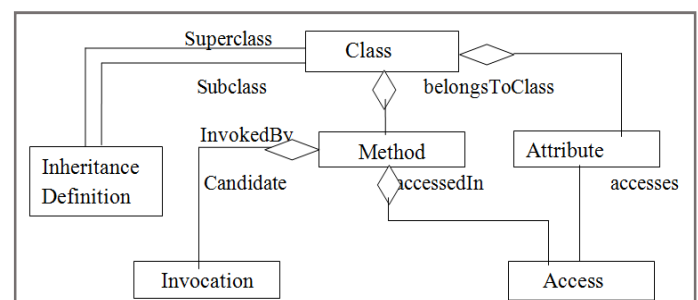 Superclass
Class
Subclass
belongsToClass
InvokedBy
Method
Attribute
Inheritance
Definition
Candidate
accessedIn
accesses
Invocation
Access